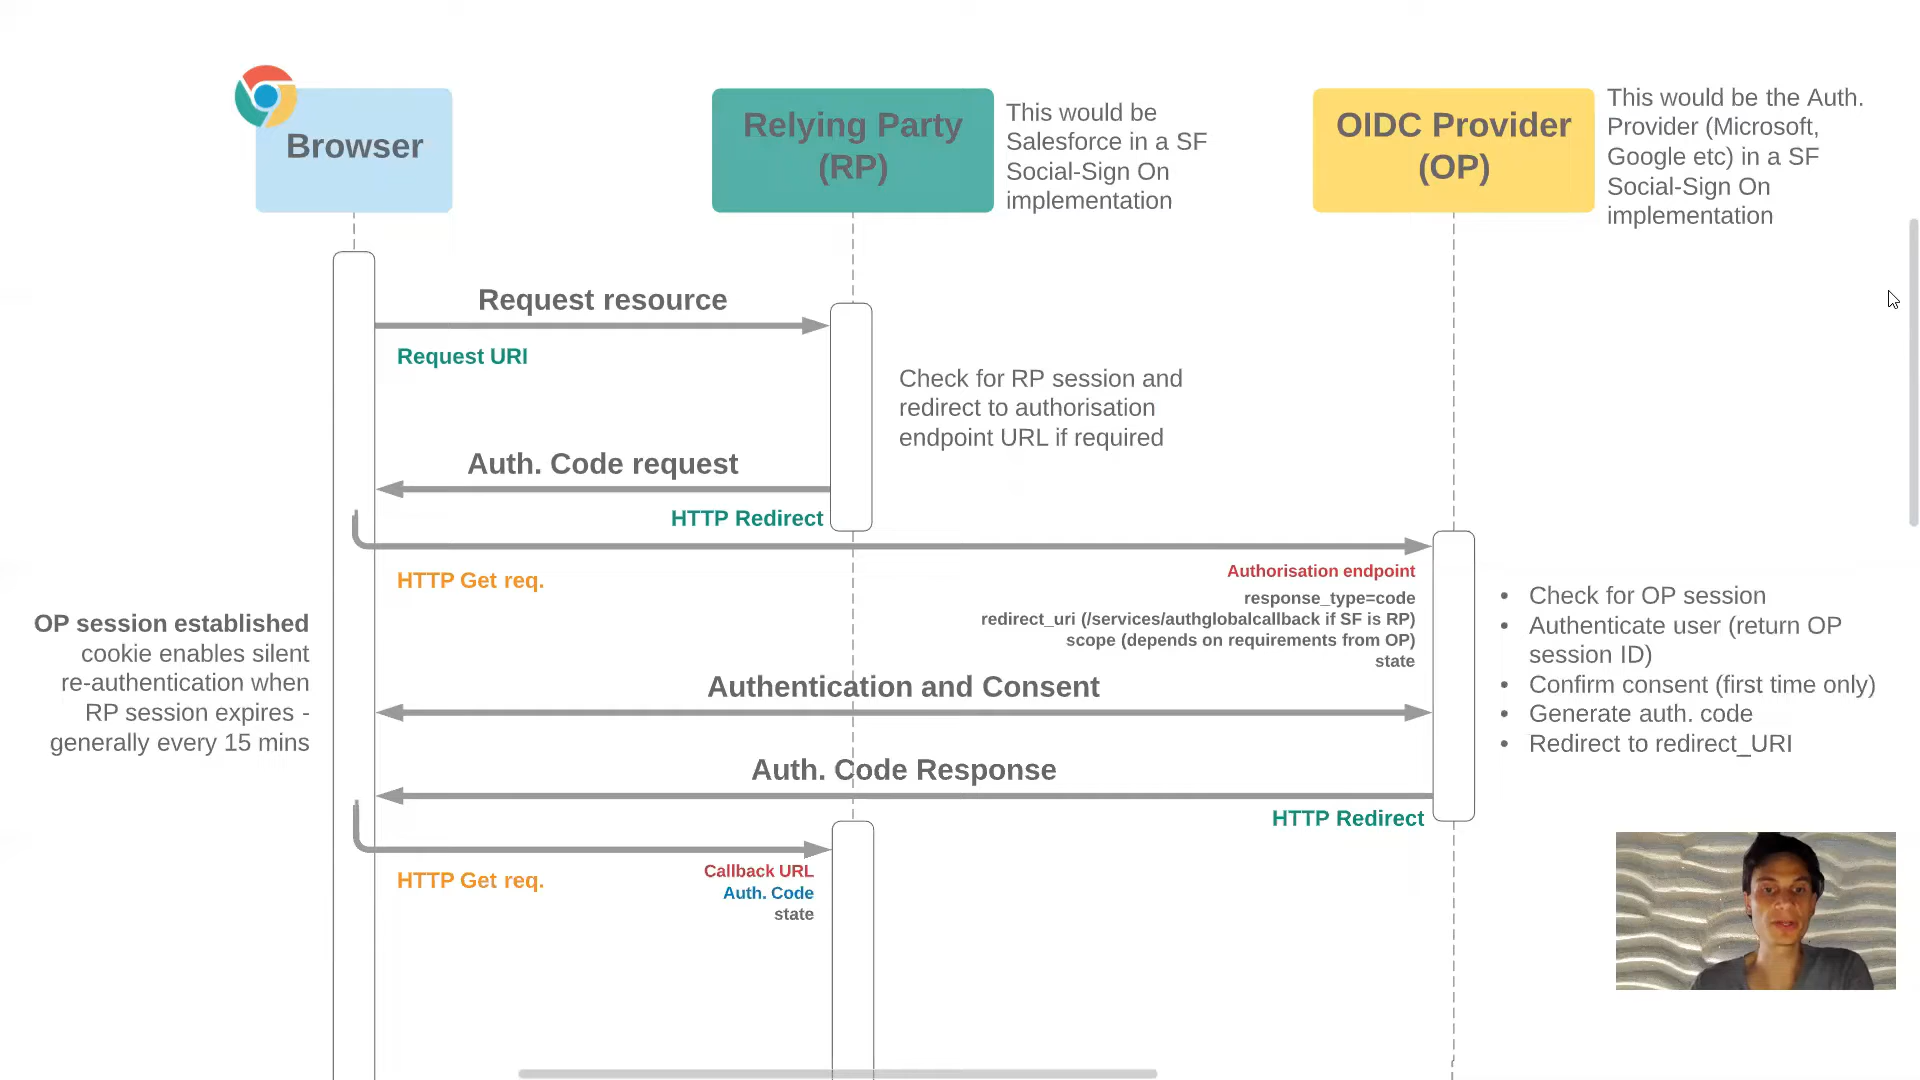 Browser
Relying Party
(RP)
This would be
Salesforce in a SF
Social-Sign On
implementation
OIDC Provider
(OP)
This would be the Auth.
Provider (Microsoft,
Google etc) in a SF
Social-Sign On
implementation
Request resource
Request URI
Check for RP session and
redirect to authorisation
endpoint URL if required
Auth. Code request
HTTP Redirect
HTTP Get req.
Authorisation endpoint
response_type=code
redirect_uri (/services/authglobalcallback if SF is RP)
scope (depends on requirements from OP)
state
OP session established
cookie enables silent
re-authentication when
RP session expires -
generally every 15 mins
• Check for OP session
• Authenticate user (return OP
session ID)
• Confirm consent (first time only)
• Generate auth. code
• Redirect to redirect_URI
Authentication and Consent
Auth. Code Response
HTTP Redirect
HTTP Get req.
Callback URL
Auth. Code
state